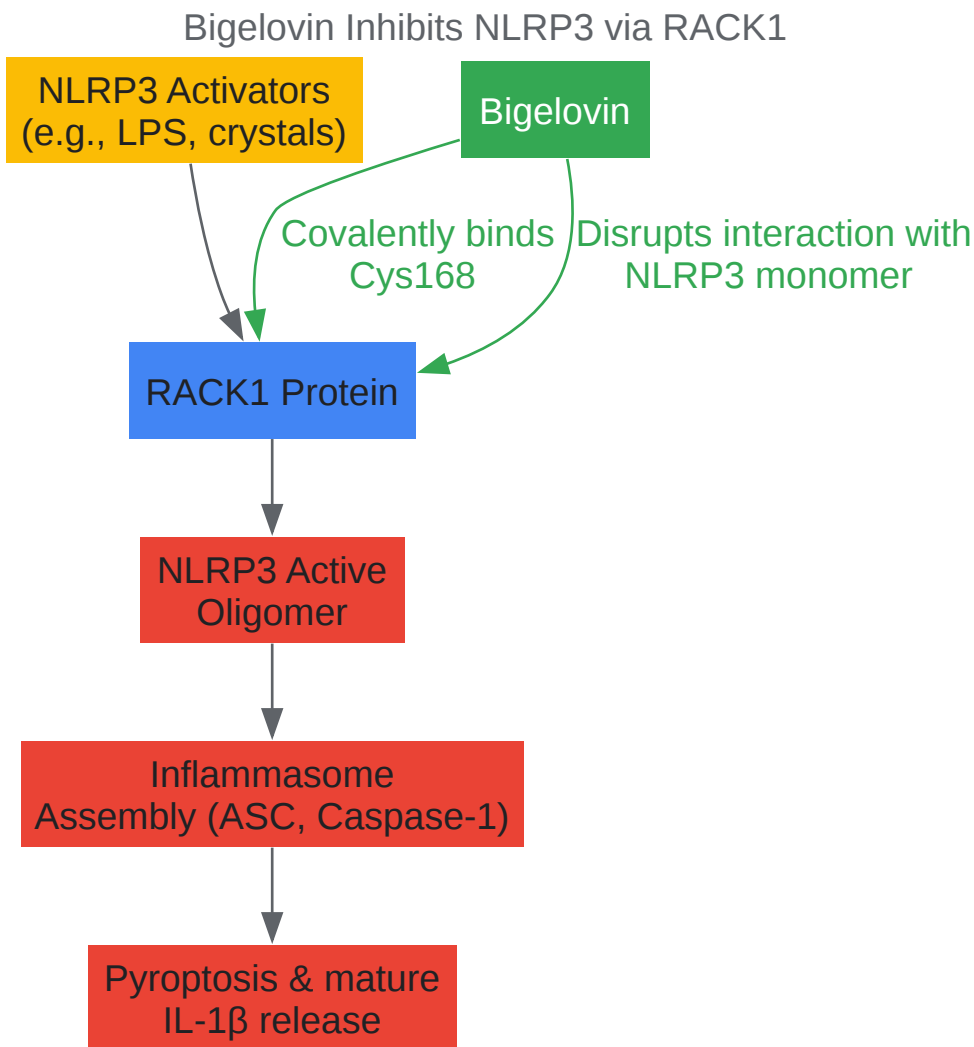 Bigelovin Inhibits NLRP3 via RACK1
NLRP3 Activators
(e.g., LPS, crystals)
Bigelovin
Covalently binds
Cys168
Disrupts interaction with
NLRP3 monomer
RACK1 Protein
NLRP3 Active
Oligomer
Inflammasome
Assembly (ASC, Caspase-1)
Pyroptosis & mature
IL-1β release